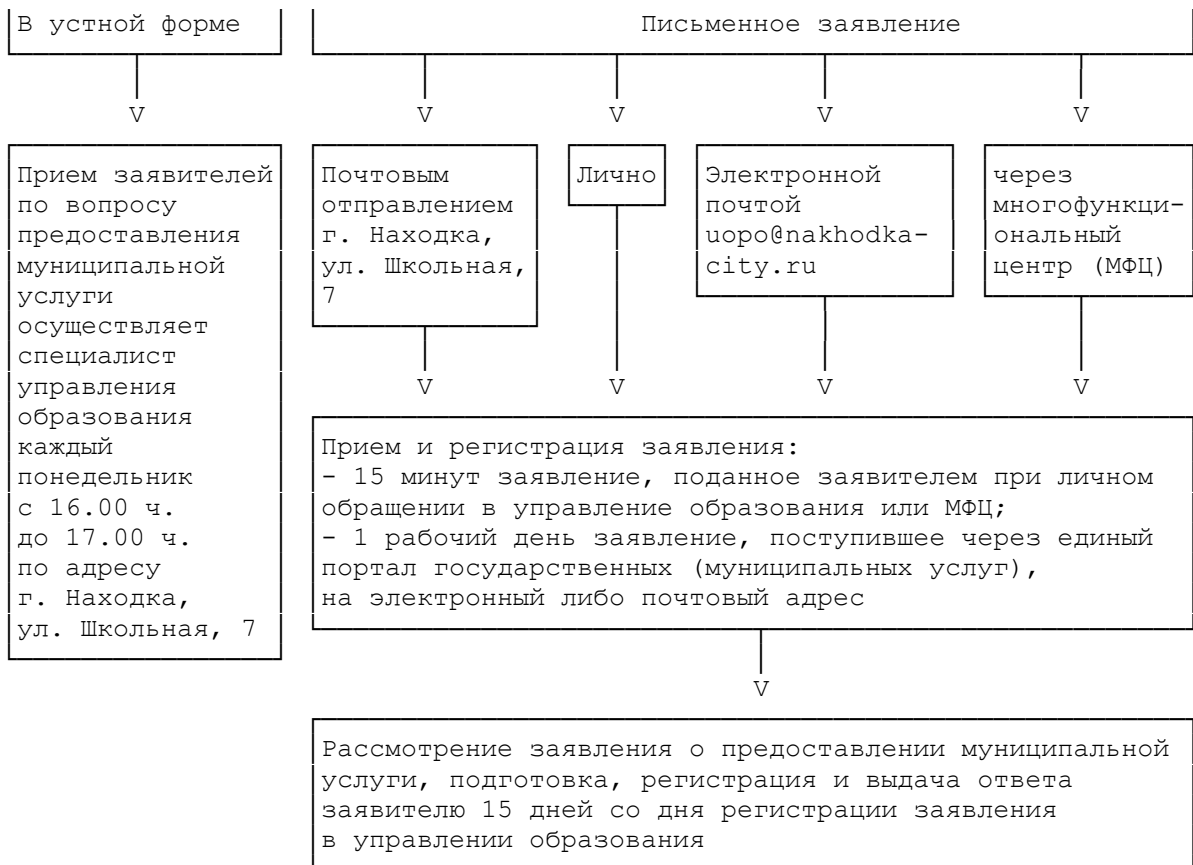 В устной форме
Письменное заявление
V
V
V
V
V
Прием заявителей
по вопросу
предоставления
муниципальной
услуги
осуществляет
специалист
управления
образования
каждый
понедельник
с 16.00 ч.
до 17.00 ч.
по адресу
г. Находка,
ул. Школьная, 7
Почтовым
отправлением
г. Находка,
ул. Школьная,
7
Лично
Электронной
почтой
uopo@nakhodka-
city.ru
через
многофункци-
ональный
центр (МФЦ)
V
V
V
V
Прием и регистрация заявления:
- 15 минут заявление, поданное заявителем при личном
обращении в управление образования или МФЦ;
- 1 рабочий день заявление, поступившее через единый
портал государственных (муниципальных услуг),
на электронный либо почтовый адрес
V
Рассмотрение заявления о предоставлении муниципальной
услуги, подготовка, регистрация и выдача ответа
заявителю 15 дней со дня регистрации заявления
в управлении образования